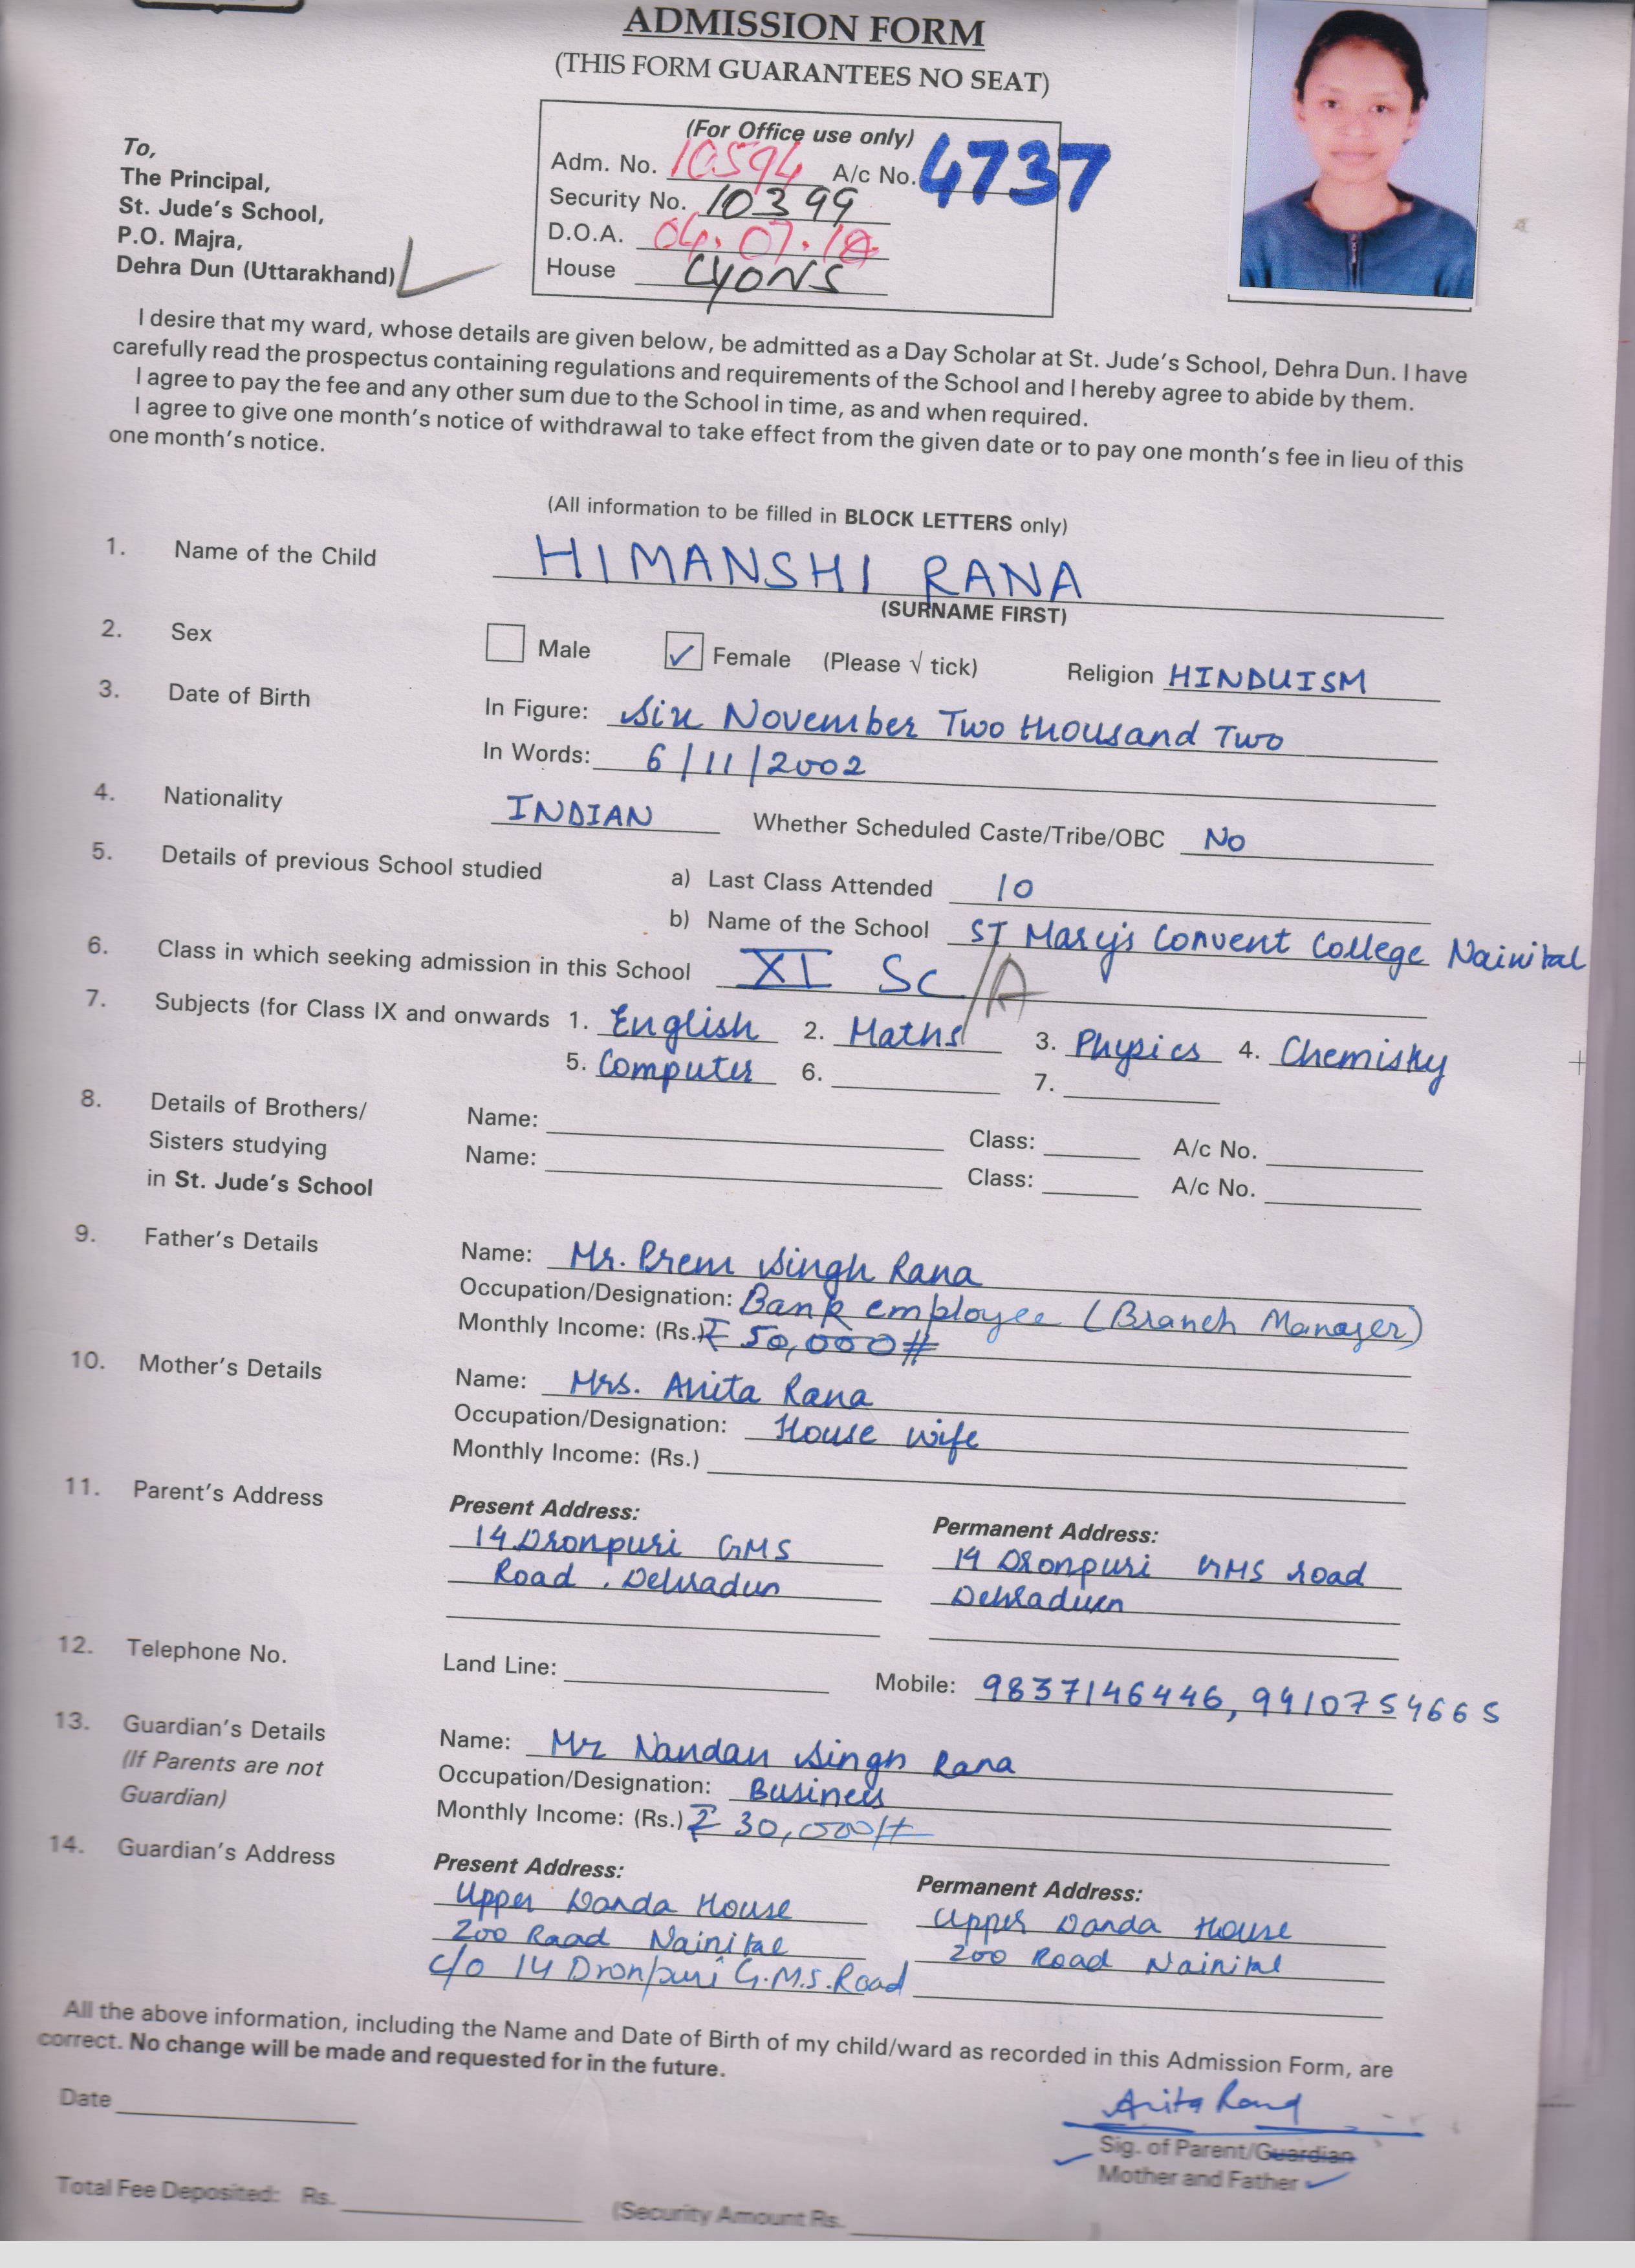 ADMISSION FORM
(THIS FORM GUARANTEES NO SEAT)
To,
The Principal,
St. Jude's School,
P.O. Majra,
Dehra Dun (Uttarakhand)
(For Office use only)
Adm. No. 10594 A/c No. 4737
Security No. 10399
D.O.A. 04.07.18
House LYONS
I desire that my ward, whose details are given below, be admitted as a Day Scholar at St. Jude's School, Dehra Dun. I have
carefully read the prospectus containing regulations and requirements of the School and I hereby agree to abide by them.
I agree to pay the fee and any other sum due to the School in time, as and when required.
I agree to give one month's notice of withdrawal to take effect from the given date or to pay one month's fee in lieu of this
one month's notice.
(All information to be filled in BLOCK LETTERS only)
1. Name of the Child HIMANSHI RANA
(SURNAME FIRST)
2. Sex Male ✓ Female (Please √ tick) Religion HINDUISM
3. Date of Birth In Figure: Six November Two thousand Two
In Words: 6/11/2002
4. Nationality INDIAN Whether Scheduled Caste/Tribe/OBC No
5. Details of previous School studied a) Last Class Attended 10
b) Name of the School ST Mary's Convent College Nainital
6. Class in which seeking admission in this School XI Sc/A
7. Subjects (for Class IX and onwards 1. English 2. Maths 3. Physics 4. Chemistry
5. Computer 6. 7.
8. Details of Brothers/ Name: Class: A/c No.
Sisters studying Name: Class: A/c No.
in St. Jude's School
9. Father's Details Name: Mr. Prem Singh Rana
Occupation/Designation: Bank employee (Branch Manager)
Monthly Income: (Rs.) ₹ 50,000#
10. Mother's Details Name: Mrs. Anita Rana
Occupation/Designation: House wife
Monthly Income: (Rs.)
11. Parent's Address Present Address: Permanent Address:
14 Dronpuri GMS 14 Dronpuri GMS road
Road, Dehradun Dehraduen
12. Telephone No. Land Line: Mobile: 9837146446, 9910754665
13. Guardian's Details Name: Mr Nandan Singh Rana
(If Parents are not Occupation/Designation: Business
Guardian) Monthly Income: (Rs.) ₹ 30,000/#
14. Guardian's Address Present Address: Permanent Address:
Upper Danda House Upper Danda House
Zoo Road Nainital Zoo Road Nainital
c/o 14 Dronpuri G.M.S. Road
All the above information, including the Name and Date of Birth of my child/ward as recorded in this Admission Form, are
correct. No change will be made and requested for in the future.
Anita Rana
Date Sig. of Parent/Guardian
Mother and Father ✓
Total Fee Deposited: Rs. (Security Amount Rs. )